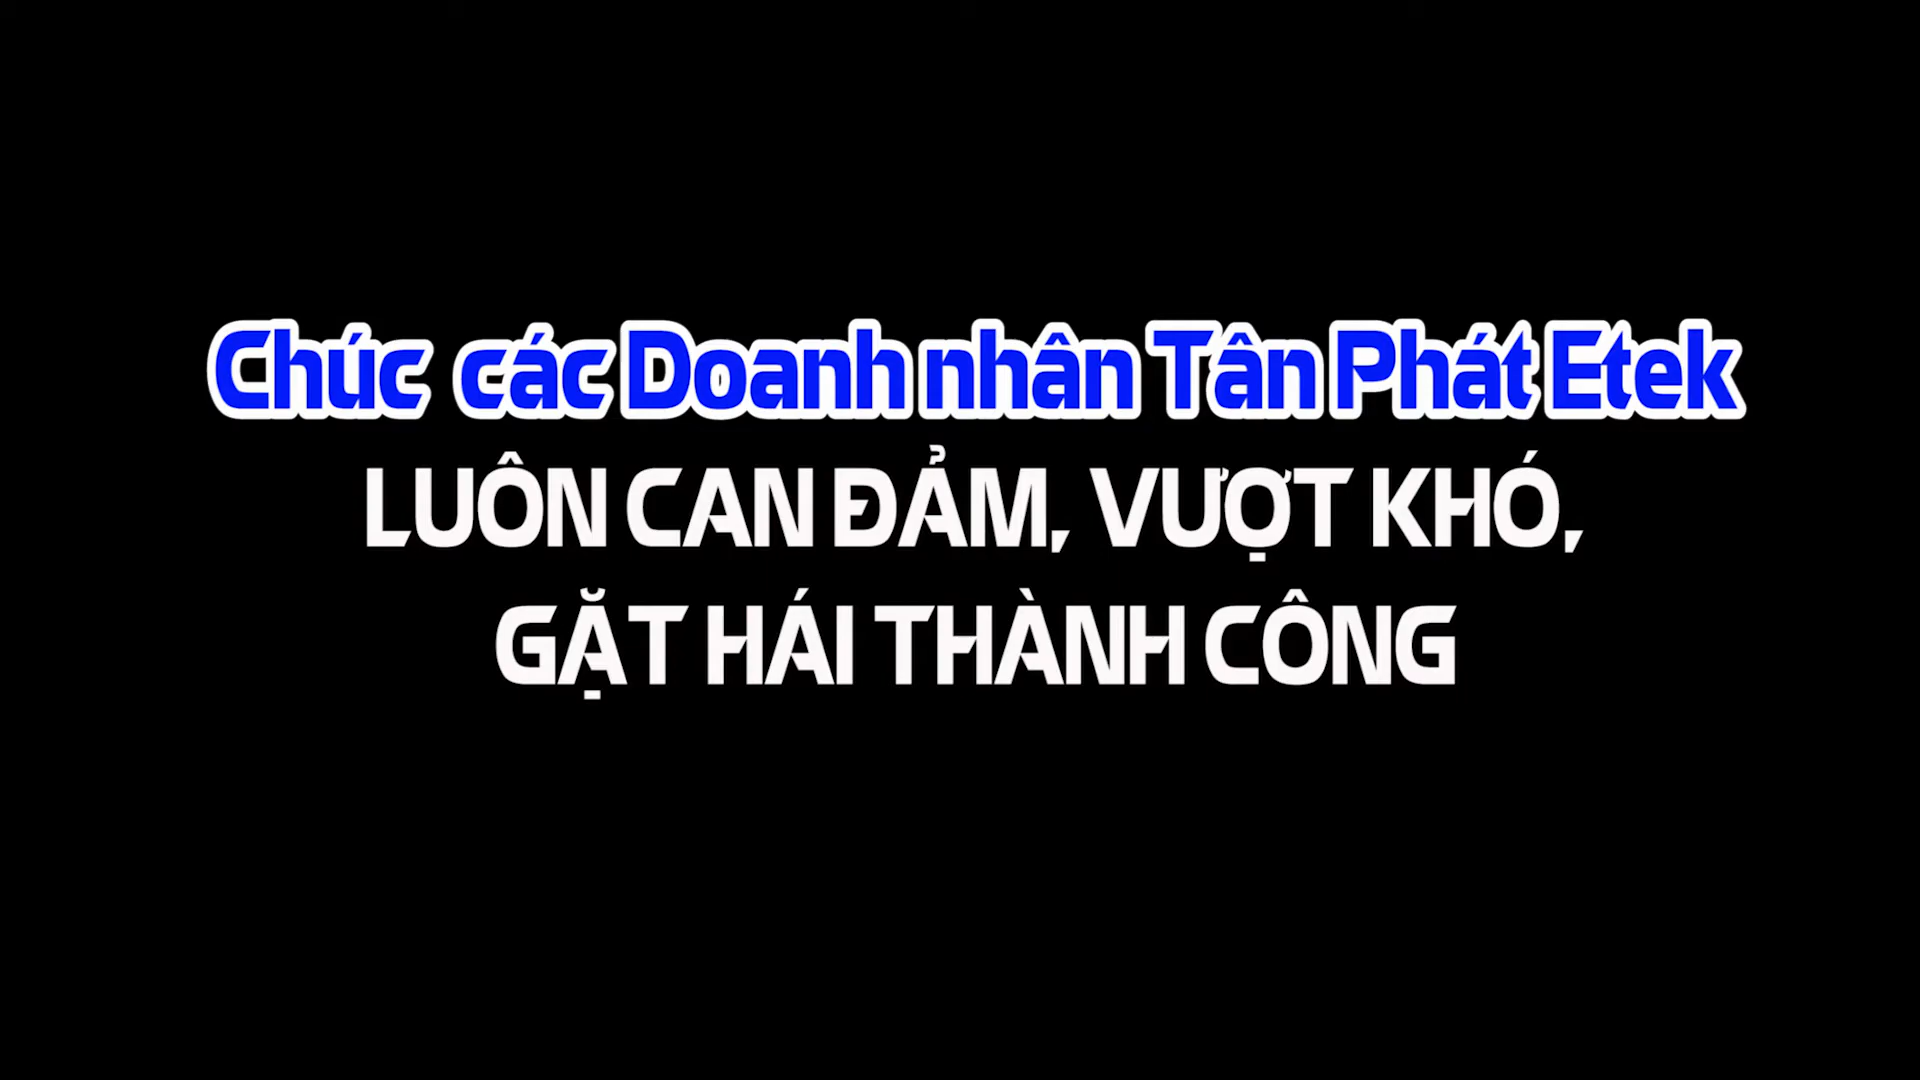 Chúc các Doanh nhân Tân Phát Etek
LUÔN CAN ĐẢM, VƯỢT KHÓ,
GẶT HÁI THÀNH CÔNG